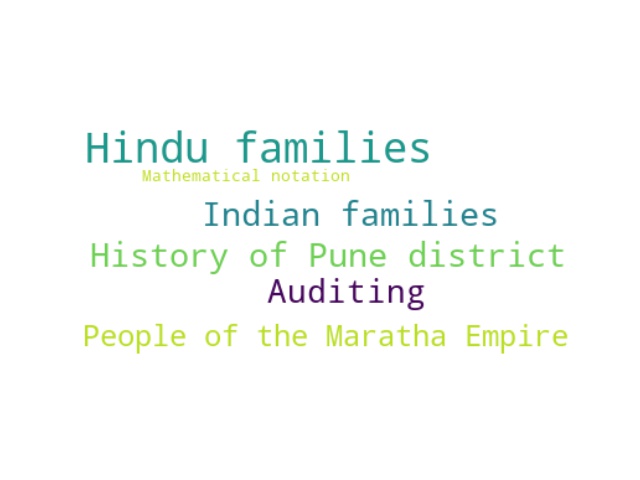 Hindu families
Mathematical notation
Indian families
History of Pune district
Auditing
People of the Maratha Empire